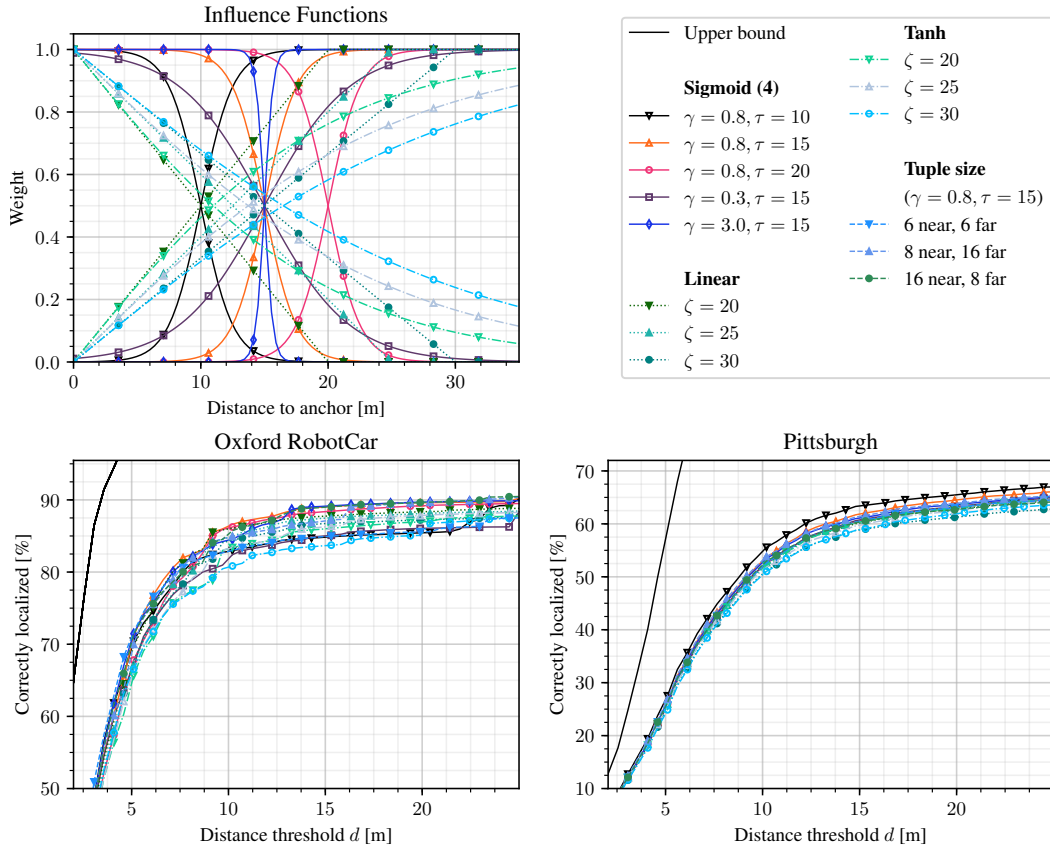 Influence Functions
1.0
0.8
0.6
0.4
0.2
0.0
Weight
0
10
20
30
Distance to anchor [m]
Upper bound
Sigmoid (4)
γ = 0.8, τ = 10
γ = 0.8, τ = 15
γ = 0.8, τ = 20
γ = 0.3, τ = 15
γ = 3.0, τ = 15
Linear
ζ = 20
ζ = 25
ζ = 30
Tanh
ζ = 20
ζ = 25
ζ = 30
Tuple size
(γ = 0.8, τ = 15)
6 near, 6 far
8 near, 16 far
16 near, 8 far
Oxford RobotCar
90
80
70
60
50
Correctly localized [%]
5
10
15
20
Distance threshold d [m]
Pittsburgh
70
60
50
40
30
20
10
Correctly localized [%]
5
10
15
20
Distance threshold d [m]